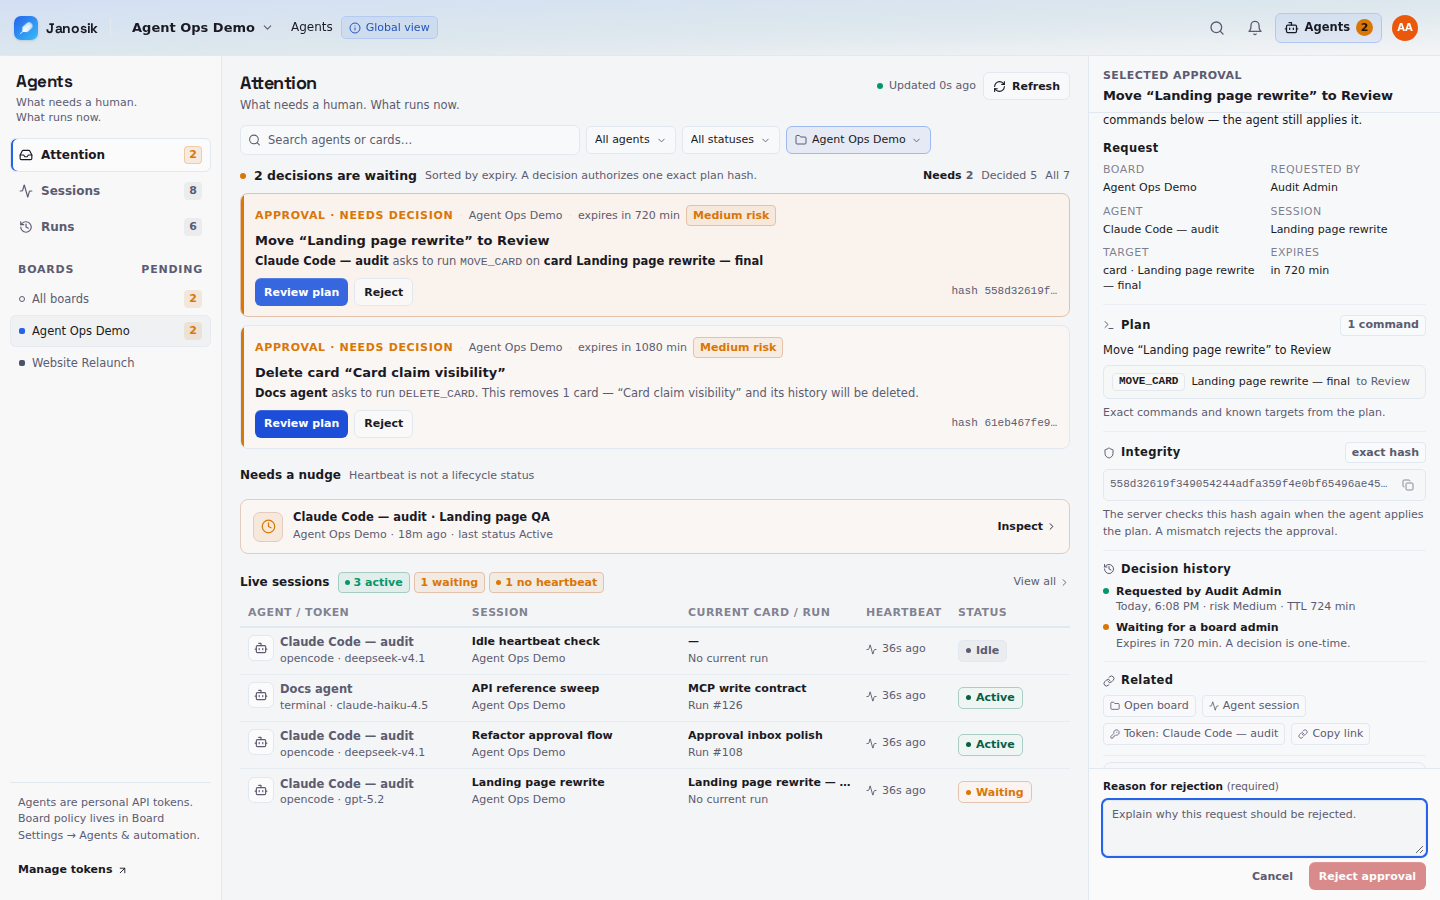 Janosik
Agent Ops Demo
Agents
Global view
Agents 2
AA
Agents
What needs a human.
What runs now.
Attention 2
Sessions 8
Runs 6
BOARDS PENDING
All boards 2
Agent Ops Demo 2
Website Relaunch
Agents are personal API tokens.
Board policy lives in Board
Settings → Agents & automation.
Manage tokens
Attention
What needs a human. What runs now.
Updated 0s ago
Refresh
Search agents or cards…
All agents
All statuses
Agent Ops Demo
2 decisions are waiting Sorted by expiry. A decision authorizes one exact plan hash.
Needs 2 Decided 5 All 7
APPROVAL · NEEDS DECISION Agent Ops Demo expires in 720 min Medium risk
Move “Landing page rewrite” to Review
Claude Code — audit asks to run MOVE_CARD on card Landing page rewrite — final
Review plan Reject hash 558d32619f…
APPROVAL · NEEDS DECISION Agent Ops Demo expires in 1080 min Medium risk
Delete card “Card claim visibility”
Docs agent asks to run DELETE_CARD. This removes 1 card — “Card claim visibility” and its history will be deleted.
Review plan Reject hash 61eb467fe9…
Needs a nudge Heartbeat is not a lifecycle status
Claude Code — audit · Landing page QA
Agent Ops Demo · 18m ago · last status Active
Inspect
Live sessions 3 active 1 waiting 1 no heartbeat View all
AGENT / TOKEN SESSION CURRENT CARD / RUN HEARTBEAT STATUS
Claude Code — audit Idle heartbeat check — 36s ago Idle
opencode · deepseek-v4.1 Agent Ops Demo No current run
Docs agent API reference sweep MCP write contract 36s ago Active
terminal · claude-haiku-4.5 Agent Ops Demo Run #126
Claude Code — audit Refactor approval flow Approval inbox polish 36s ago Active
opencode · deepseek-v4.1 Agent Ops Demo Run #108
Claude Code — audit Landing page rewrite Landing page rewrite — … 36s ago Waiting
opencode · gpt-5.2 Agent Ops Demo No current run
SELECTED APPROVAL
Move “Landing page rewrite” to Review
commands below — the agent still applies it.
Request
BOARD REQUESTED BY
Agent Ops Demo Audit Admin
AGENT SESSION
Claude Code — audit Landing page rewrite
TARGET EXPIRES
card · Landing page rewrite in 720 min
— final
Plan 1 command
Move “Landing page rewrite” to Review
MOVE_CARD Landing page rewrite — final to Review
Exact commands and known targets from the plan.
Integrity exact hash
558d32619f349054244adfa359f4e0bf65496ae45…
The server checks this hash again when the agent applies
the plan. A mismatch rejects the approval.
Decision history
Requested by Audit Admin
Today, 6:08 PM · risk Medium · TTL 724 min
Waiting for a board admin
Expires in 720 min. A decision is one-time.
Related
Open board Agent session
Token: Claude Code — audit Copy link
Reason for rejection (required)
Explain why this request should be rejected.
Cancel Reject approval